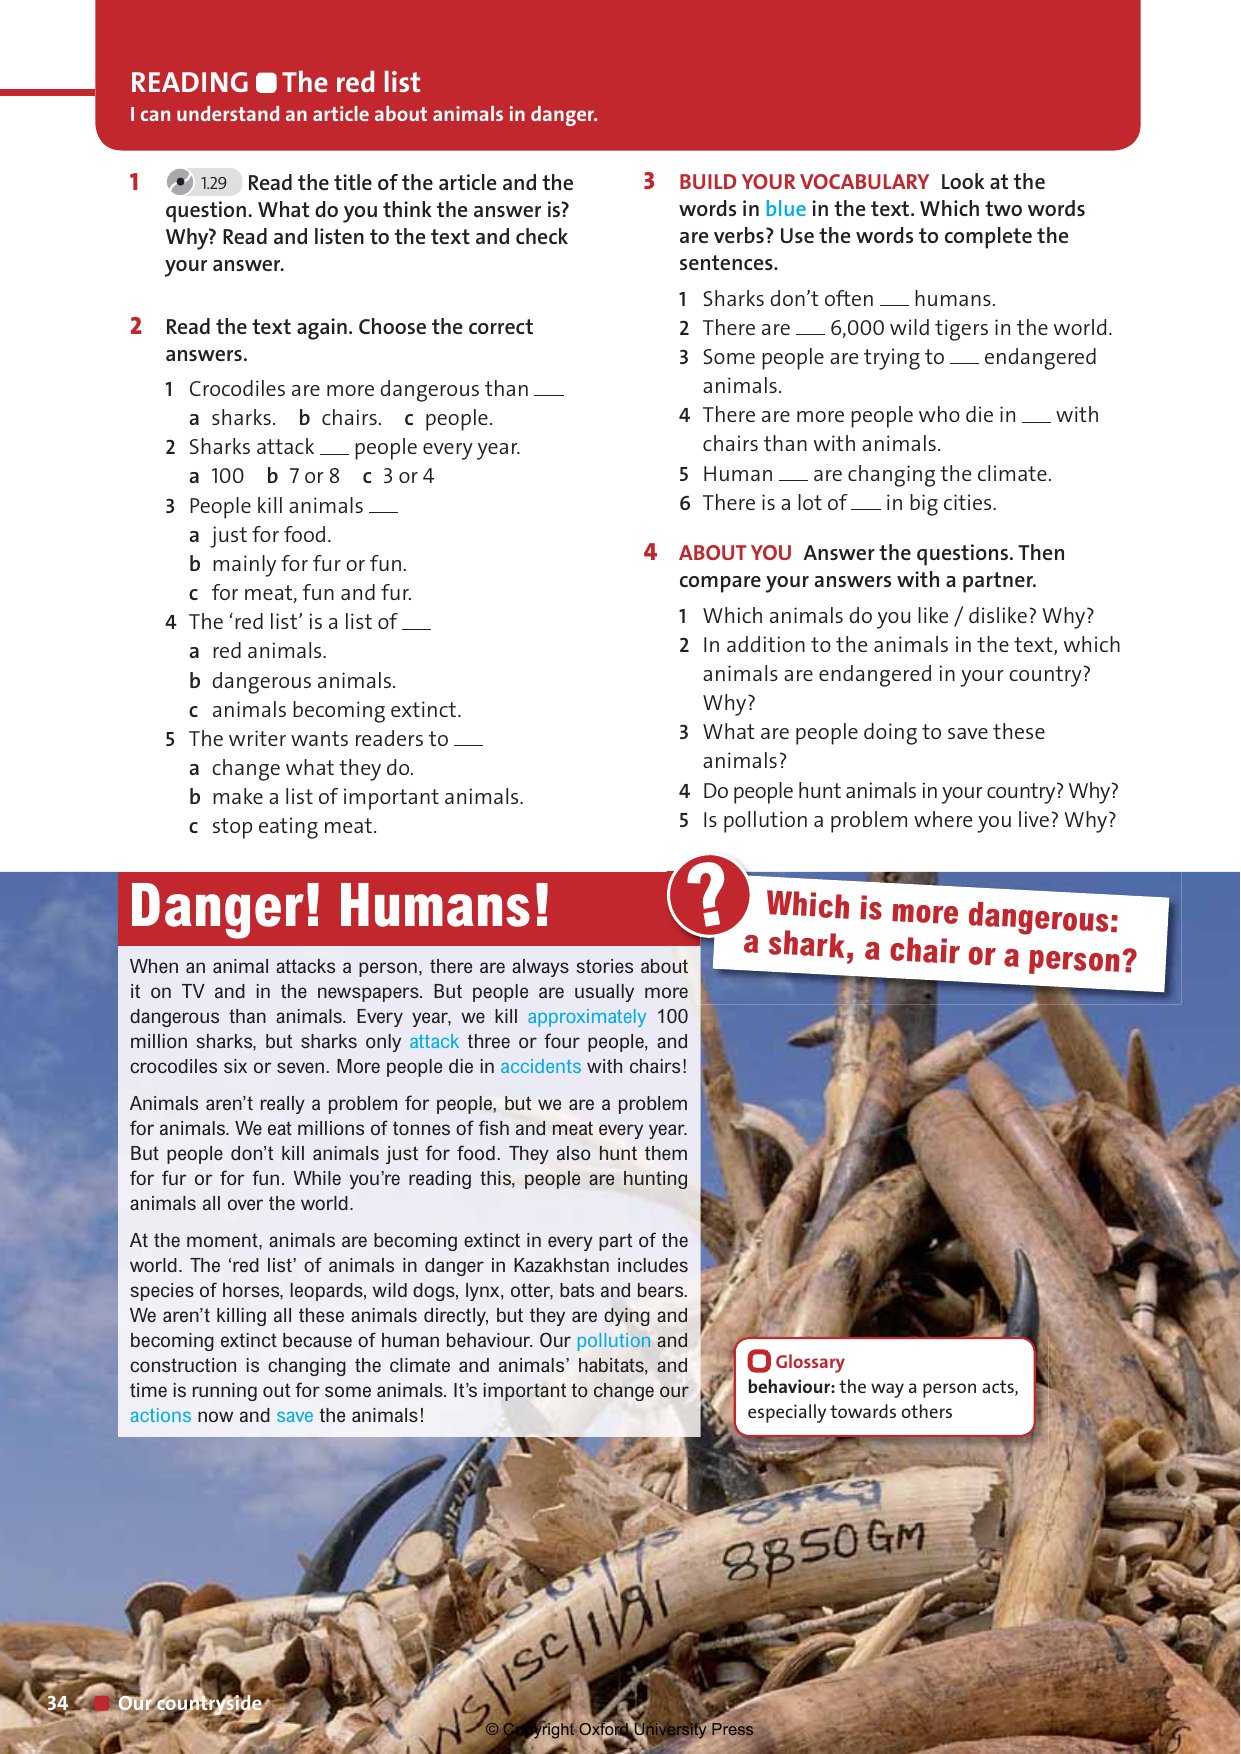 READING The red list
I can understand an article about animals in danger.
1 1.29 Read the title of the article and the
question. What do you think the answer is?
Why? Read and listen to the text and check
your answer.
2 Read the text again. Choose the correct
answers.
1 Crocodiles are more dangerous than ___
a sharks. b chairs. c people.
2 Sharks attack ___ people every year.
a 100 b 7 or 8 c 3 or 4
3 People kill animals ___
a just for food.
b mainly for fur or fun.
c for meat, fun and fur.
4 The ‘red list’ is a list of ___
a red animals.
b dangerous animals.
c animals becoming extinct.
5 The writer wants readers to ___
a change what they do.
b make a list of important animals.
c stop eating meat.
3 BUILD YOUR VOCABULARY Look at the
words in blue in the text. Which two words
are verbs? Use the words to complete the
sentences.
1 Sharks don’t often ___ humans.
2 There are ___ 6,000 wild tigers in the world.
3 Some people are trying to ___ endangered
animals.
4 There are more people who die in ___ with
chairs than with animals.
5 Human ___ are changing the climate.
6 There is a lot of ___ in big cities.
4 ABOUT YOU Answer the questions. Then
compare your answers with a partner.
1 Which animals do you like / dislike? Why?
2 In addition to the animals in the text, which
animals are endangered in your country?
Why?
3 What are people doing to save these
animals?
4 Do people hunt animals in your country? Why?
5 Is pollution a problem where you live? Why?
Danger! Humans!
?
Which is more dangerous:
a shark, a chair or a person?
When an animal attacks a person, there are always stories about
it on TV and in the newspapers. But people are usually more
dangerous than animals. Every year, we kill approximately 100
million sharks, but sharks only attack three or four people, and
crocodiles six or seven. More people die in accidents with chairs!
Animals aren’t really a problem for people, but we are a problem
for animals. We eat millions of tonnes of fish and meat every year.
But people don’t kill animals just for food. They also hunt them
for fur or for fun. While you’re reading this, people are hunting
animals all over the world.
At the moment, animals are becoming extinct in every part of the
world. The ‘red list’ of animals in danger in Kazakhstan includes
species of horses, leopards, wild dogs, lynx, otter, bats and bears.
We aren’t killing all these animals directly, but they are dying and
becoming extinct because of human behaviour. Our pollution and
construction is changing the climate and animals’ habitats, and
time is running out for some animals. It’s important to change our
actions now and save the animals!
Glossary
behaviour: the way a person acts,
especially towards others
8850GM
34 Our countryside
© Copyright Oxford University Press